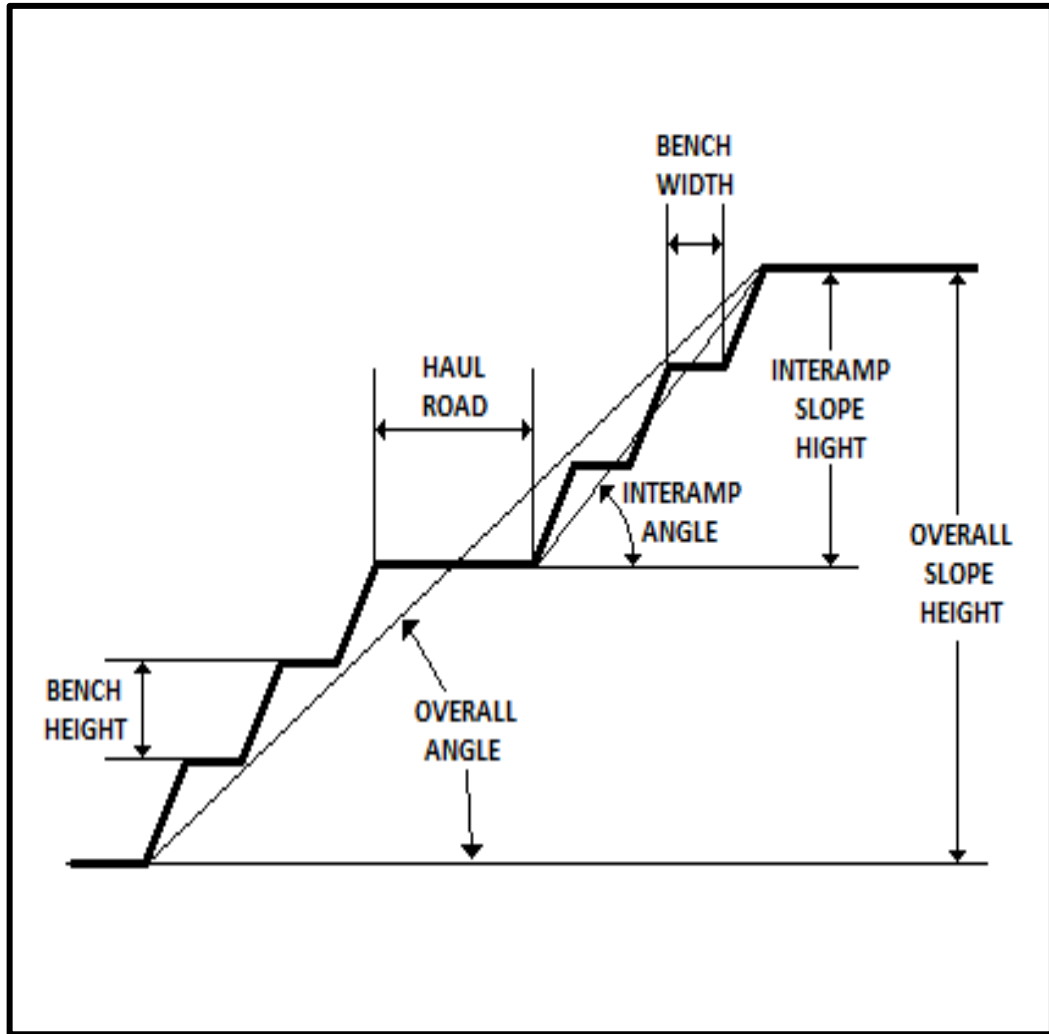 BENCH
WIDTH
HAUL
ROAD
INTERAMP
SLOPE
HIGHT
INTERAMP
ANGLE
OVERALL
SLOPE
HEIGHT
BENCH
HEIGHT
OVERALL
ANGLE